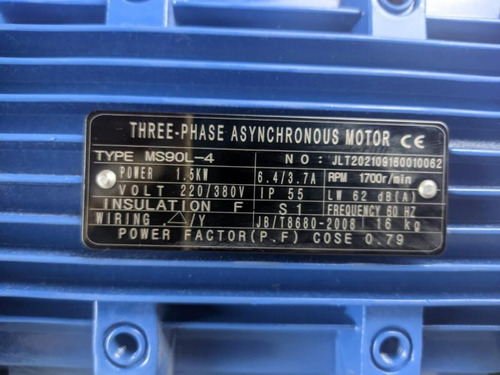 THREE-PHASE ASYNCHRONOUS MOTOR CE
TYPE MS90L-4 NO: JLT202109160010062
POWER 1.5KW 6.4/3.7A RPM 1700r/min
VOLT 220/380V IP 55 LW 62 dB(A)
INSULATION F S1 FREQUENCY 60 HZ
WIRING △/Y JB/T8680-2008 16 kg
POWER FACTOR(P.F) COSE 0.79